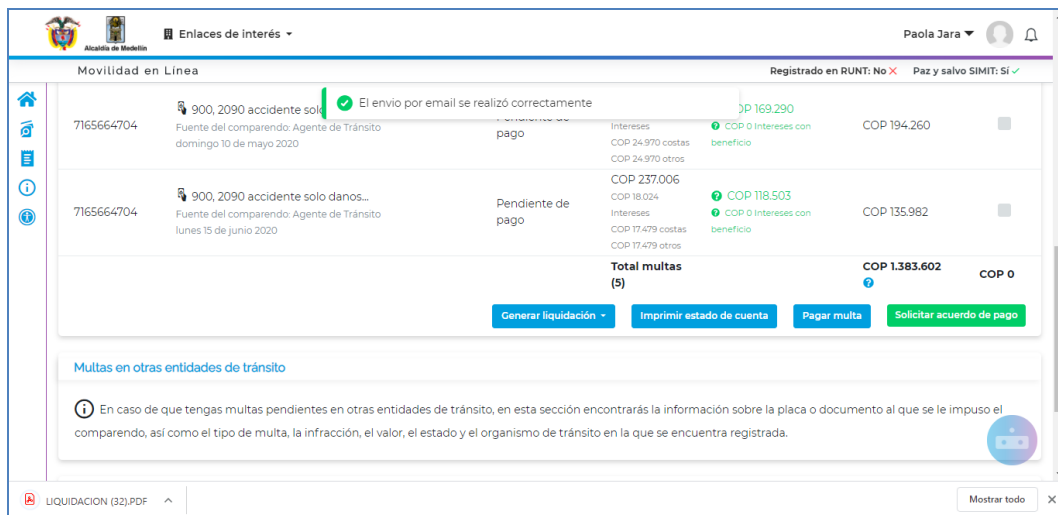 Alcaldía de Medellín
Enlaces de interés
Paola Jara
Movilidad en Línea
Registrado en RUNT: No Paz y salvo SIMIT: Sí
El envio por email se realizó correctamente
7165664704
900, 2090 accidente solo
Fuente del comparendo: Agente de Tránsito
domingo 10 de mayo 2020
pago
Intereses
COP 24.970 costas
COP 24.970 otros
COP 169.290
COP 0 Intereses con
beneficio
COP 194.260
7165664704
900, 2090 accidente solo danos...
Fuente del comparendo: Agente de Tránsito
lunes 15 de junio 2020
Pendiente de
pago
COP 237.006
COP 18.024
Intereses
COP 17.479 costas
COP 17.479 otros
COP 118.503
COP 0 Intereses con
beneficio
COP 135.982
Total multas
(5)
COP 1.383.602
COP 0
Generar liquidación
Imprimir estado de cuenta
Pagar multa
Solicitar acuerdo de pago
Multas en otras entidades de tránsito
En caso de que tengas multas pendientes en otras entidades de tránsito, en esta sección encontrarás la información sobre la placa o documento al que se le impuso el
comparendo, así como el tipo de multa, la infracción, el valor, el estado y el organismo de tránsito en la que se encuentra registrada.
LIQUIDACION (32).PDF
Mostrar todo